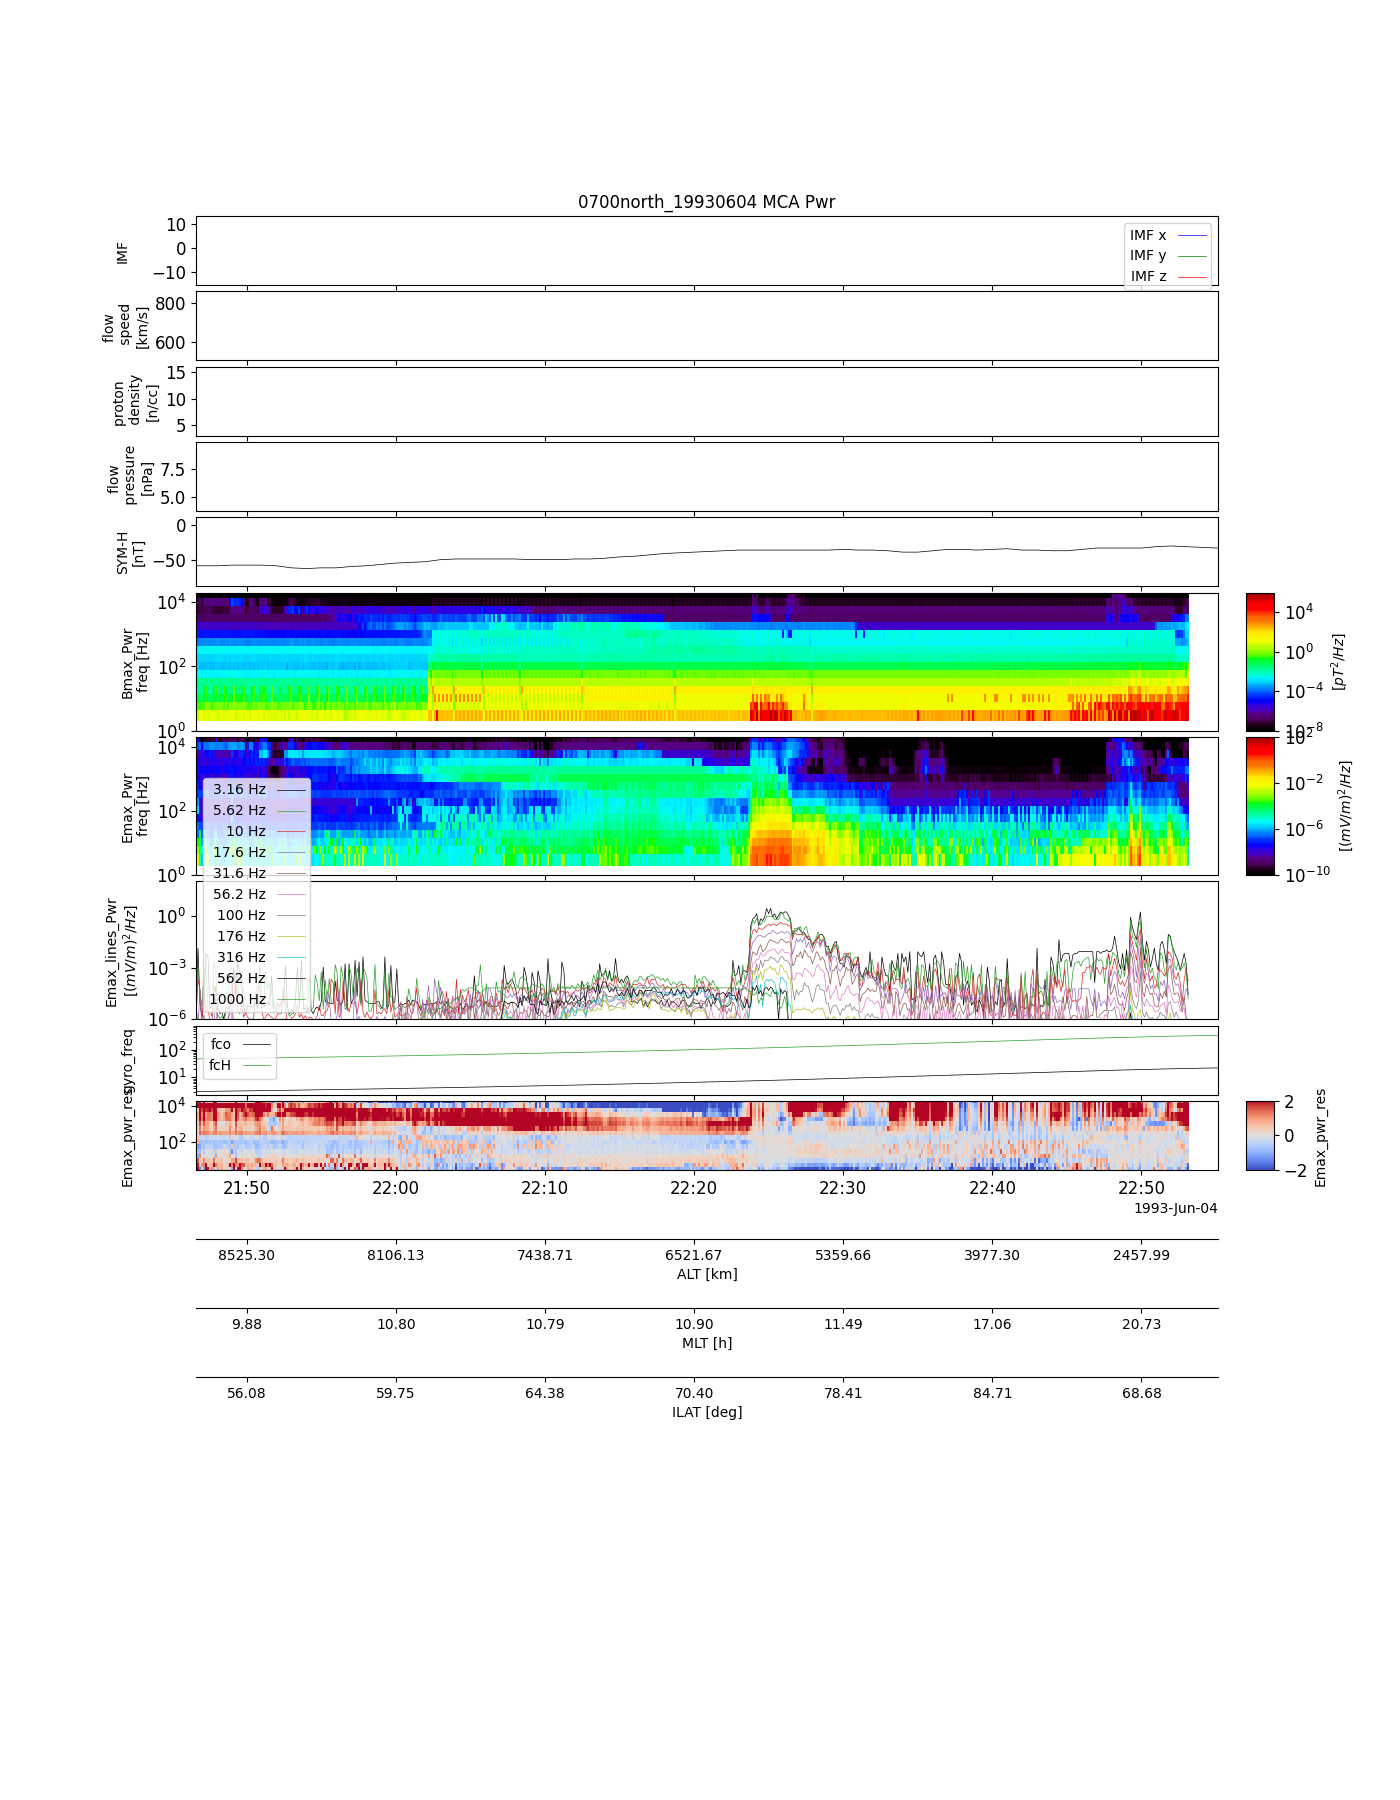 0700north_19930604 MCA Pwr
10
0
−10
IMF
IMF x
IMF y
IMF z
800
600
flow
speed
[km/s]
15
10
5
proton
density
[n/cc]
7.5
5.0
flow
pressure
[nPa]
0
−50
SYM-H
[nT]
10^4
10^2
10^0
Bmax_Pwr
freq [Hz]
10^4
10^0
10^−4
10^−8
[pT^2/Hz]
10^4
10^2
10^0
Emax_Pwr
freq [Hz]
10^2
10^−2
10^−6
10^−10
[(mV/m)^2/Hz]
3.16 Hz
5.62 Hz
10 Hz
17.6 Hz
31.6 Hz
56.2 Hz
100 Hz
176 Hz
316 Hz
562 Hz
1000 Hz
10^0
10^−3
10^−6
Emax_lines_Pwr
[(mV/m)^2/Hz]
10^2
10^1
gyro_freq
fco
fcH
10^4
10^2
Emax_pwr_res
2
0
−2
Emax_pwr_res
21:50 22:00 22:10 22:20 22:30 22:40 22:50
1993-Jun-04
8525.30 8106.13 7438.71 6521.67 5359.66 3977.30 2457.99
ALT [km]
9.88 10.80 10.79 10.90 11.49 17.06 20.73
MLT [h]
56.08 59.75 64.38 70.40 78.41 84.71 68.68
ILAT [deg]